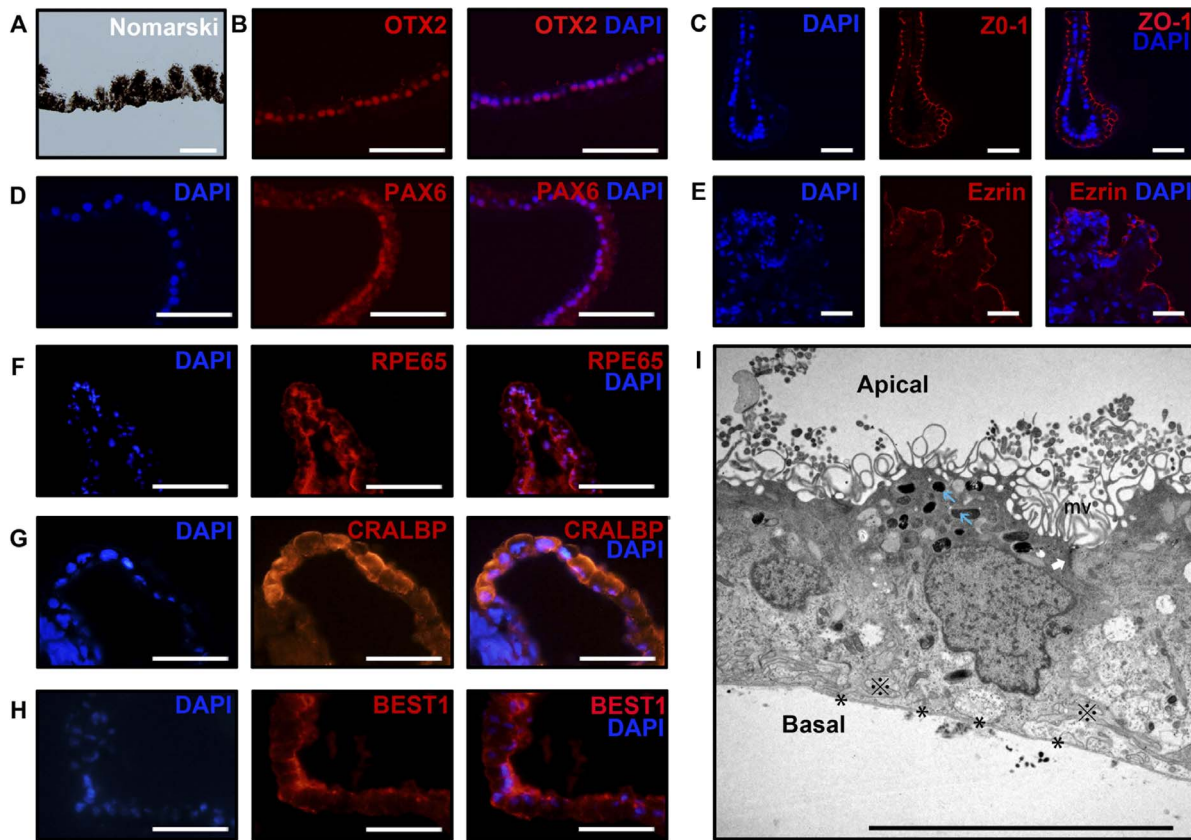 A
Nomarski
B
OTX2
OTX2 DAPI
C
DAPI
Z0-1
ZO-1
DAPI
D
DAPI
PAX6
PAX6 DAPI
E
DAPI
Ezrin
Ezrin DAPI
F
DAPI
RPE65
RPE65
DAPI
G
DAPI
CRALBP
CRALBP
DAPI
H
DAPI
BEST1
BEST1
DAPI
I
Apical
mv
※
※
*
*
*
*
Basal